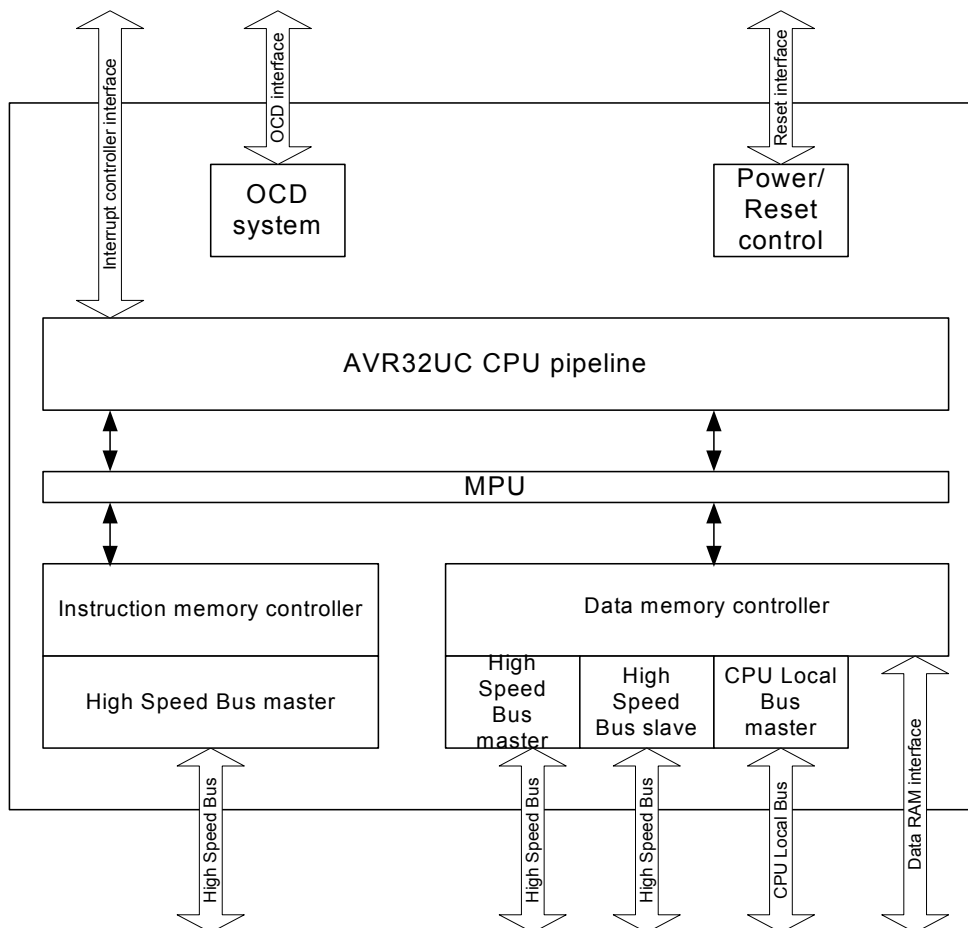 Interrupt controller interface
OCD interface
Reset interface
OCD
system
Power/
Reset
control
AVR32UC CPU pipeline
MPU
Instruction memory controller
Data memory controller
High Speed Bus master
High
Speed
Bus
master
High
Speed
Bus slave
CPU Local
Bus
master
High Speed Bus
High Speed Bus
High Speed Bus
CPU Local Bus
Data RAM interface